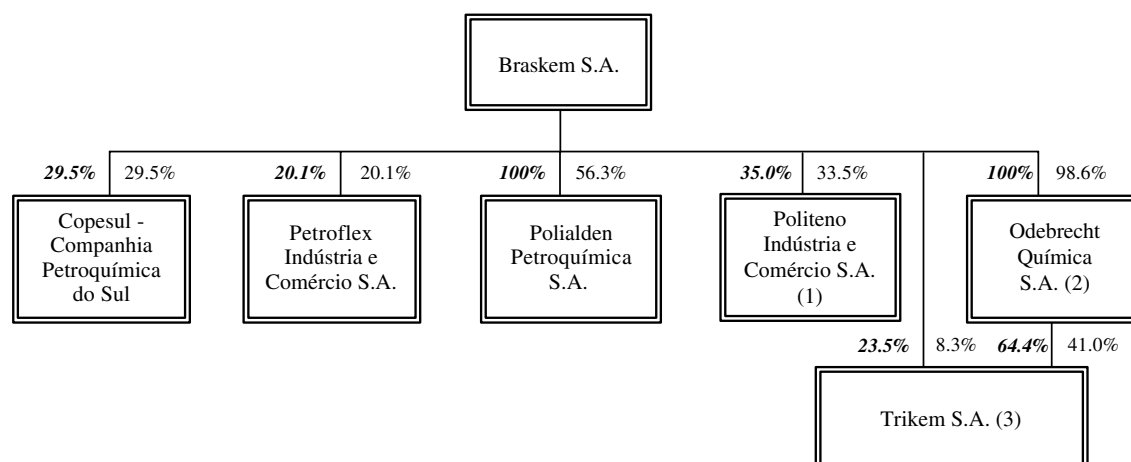 Braskem S.A.
29.5% 29.5%
20.1% 20.1%
100% 56.3%
35.0% 33.5%
100% 98.6%
Copesul -
Companhia
Petroquímica
do Sul
Petroflex
Indústria e
Comércio S.A.
Polialden
Petroquímica
S.A.
Politeno
Indústria e
Comércio S.A.
(1)
Odebrecht
Química
S.A. (2)
23.5% 8.3%
64.4% 41.0%
Trikem S.A. (3)